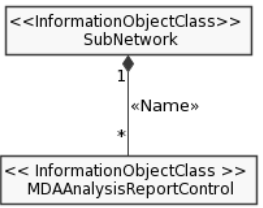 <<InformationObjectClass>>
SubNetwork
1
«Name»
*
<< InformationObjectClass >>
MDAAnalysisReportControl